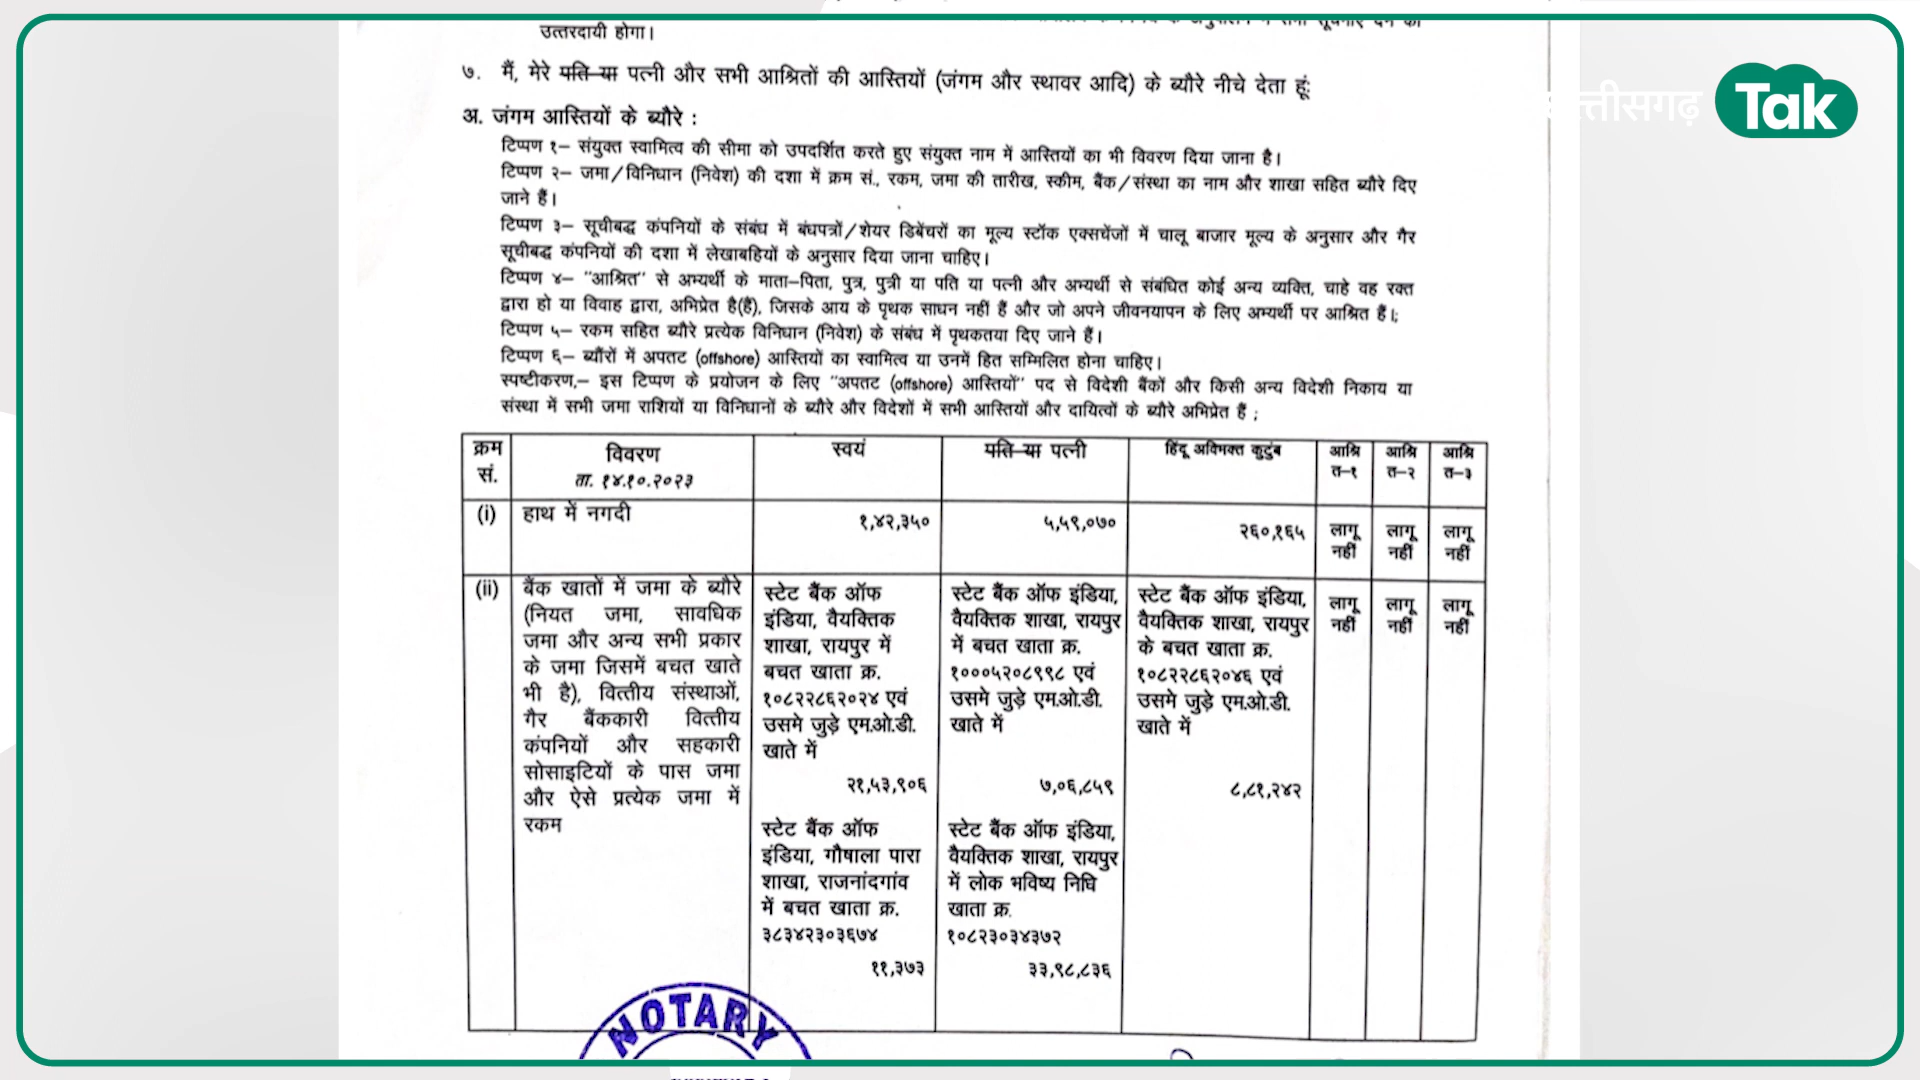 उत्तरदायी होगा।
७. मैं, मेरे पति या पत्नी और सभी आश्रितों की आस्तियों (जंगम और स्थावर आदि) के ब्यौरे नीचे देता हूं:
त्तीसगढ़ Tak
अ. जंगम आस्तियों के ब्यौरे :
टिप्पण १– संयुक्त स्वामित्व की सीमा को उपदर्शित करते हुए संयुक्त नाम में आस्तियों का भी विवरण दिया जाना है।
टिप्पण २– जमा/विनिधान (निवेश) की दशा में क्रम सं., रकम, जमा की तारीख, स्कीम, बैंक/संस्था का नाम और शाखा सहित ब्यौरे दिए
जाने हैं।
टिप्पण ३– सूचीबद्ध कंपनियों के संबंध में बंधपत्रों/शेयर डिबेंचरों का मूल्य स्टॉक एक्सचेंजों में चालू बाजार मूल्य के अनुसार और गैर
सूचीबद्ध कंपनियों की दशा में लेखाबहियों के अनुसार दिया जाना चाहिए।
टिप्पण ४– "आश्रित" से अभ्यर्थी के माता–पिता, पुत्र, पुत्री या पति या पत्नी और अभ्यर्थी से संबंधित कोई अन्य व्यक्ति, चाहे वह रक्त
द्वारा हो या विवाह द्वारा, अभिप्रेत है(हैं), जिसके आय के पृथक साधन नहीं हैं और जो अपने जीवनयापन के लिए अभ्यर्थी पर आश्रित हैं।;
टिप्पण ५– रकम सहित ब्यौरे प्रत्येक विनिधान (निवेश) के संबंध में पृथकतया दिए जाने हैं।
टिप्पण ६– ब्यौंरों में अपतट (offshore) आस्तियों का स्वामित्व या उनमें हित सम्मिलित होना चाहिए।
स्पष्टीकरण,– इस टिप्पण के प्रयोजन के लिए "अपतट (offshore) आस्तियों" पद से विदेशी बैंकों और किसी अन्य विदेशी निकाय या
संस्था में सभी जमा राशियों या विनिधानों के ब्यौरे और विदेशों में सभी आस्तियों और दायित्वों के ब्यौरे अभिप्रेत हैं ;
क्रम सं. विवरण ता. १४.१०.२०२३ स्वयं पति या पत्नी हिंदू अविभक्त कुटुंब आश्रि त–१ आश्रि त–२ आश्रि त–३
(i) हाथ में नगदी १,४२,३५० ५,५९,०७० २६०,१६५ लागू नहीं लागू नहीं लागू नहीं
(ii) बैंक खातों में जमा के ब्यौरे
(नियत जमा, सावधिक
जमा और अन्य सभी प्रकार
के जमा जिसमें बचत खाते
भी है), वित्तीय संस्थाओं,
गैर बैंककारी वित्तीय
कंपनियों और सहकारी
सोसाइटियों के पास जमा
और ऐसे प्रत्येक जमा में
रकम
स्टेट बैंक ऑफ
इंडिया, वैयक्तिक
शाखा, रायपुर में
बचत खाता क्र.
१०८२२८६२०२४ एवं
उसमे जुड़े एम.ओ.डी.
खाते में
२१,५३,९०६
स्टेट बैंक ऑफ
इंडिया, गौषाला पारा
शाखा, राजनांदगांव
में बचत खाता क्र.
३८३४२३०३६७४
११,३७३
स्टेट बैंक ऑफ इंडिया,
वैयक्तिक शाखा, रायपुर
में बचत खाता क्र.
१०००५२०८९९८ एवं
उसमे जुड़े एम.ओ.डी.
खाते में
७,०६,८५९
स्टेट बैंक ऑफ इंडिया,
वैयक्तिक शाखा, रायपुर
में लोक भविष्य निधि
खाता क्र.
१०८२३०३४३७२
३३,९८,८३६
स्टेट बैंक ऑफ इंडिया,
वैयक्तिक शाखा, रायपुर
के बचत खाता क्र.
१०८२२८६२०४६ एवं
उसमे जुड़े एम.ओ.डी.
खाते में
८,८१,२४२
लागू नहीं
लागू नहीं
लागू नहीं
NOTARY